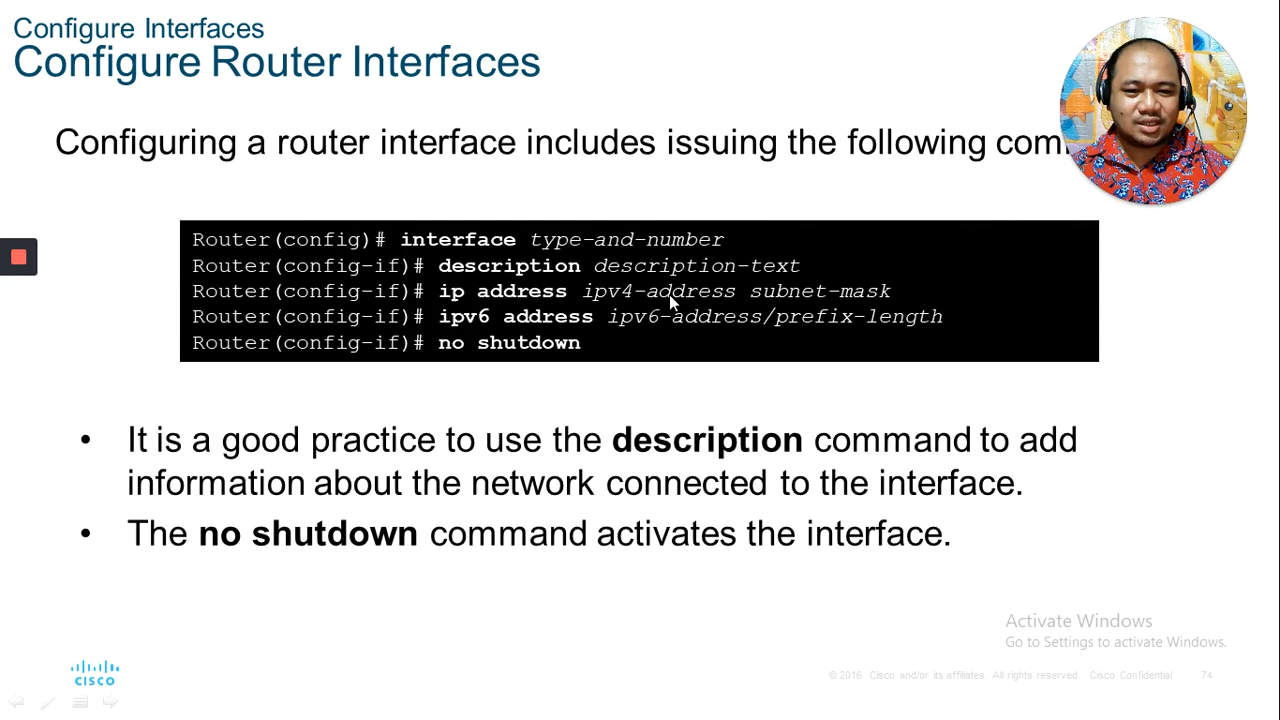 Configure Interfaces
Configure Router Interfaces
Configuring a router interface includes issuing the following com
Router(config)# interface type-and-number
Router(config-if)# description description-text
Router(config-if)# ip address ipv4-address subnet-mask
Router(config-if)# ipv6 address ipv6-address/prefix-length
Router(config-if)# no shutdown
• It is a good practice to use the description command to add
information about the network connected to the interface.
• The no shutdown command activates the interface.
Activate Windows
Go to Settings to activate Windows.
CISCO
© 2016 Cisco and/or its affiliates. All rights reserved. Cisco Confidential 74